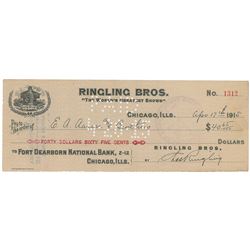 RINGLING BROS.
"THE WORLD'S GREATEST SHOWS"
No. 1312
CHICAGO, ILLS. Apr 17th 1915
Pay to the Order of E. A. $40 65/100
FORTY DOLLARS SIXTY FIVE CENTS DOLLARS
TO FORT DEARBORN NATIONAL BANK, 2-12
CHICAGO, ILLS.
RINGLING BROS.
BY Ringling